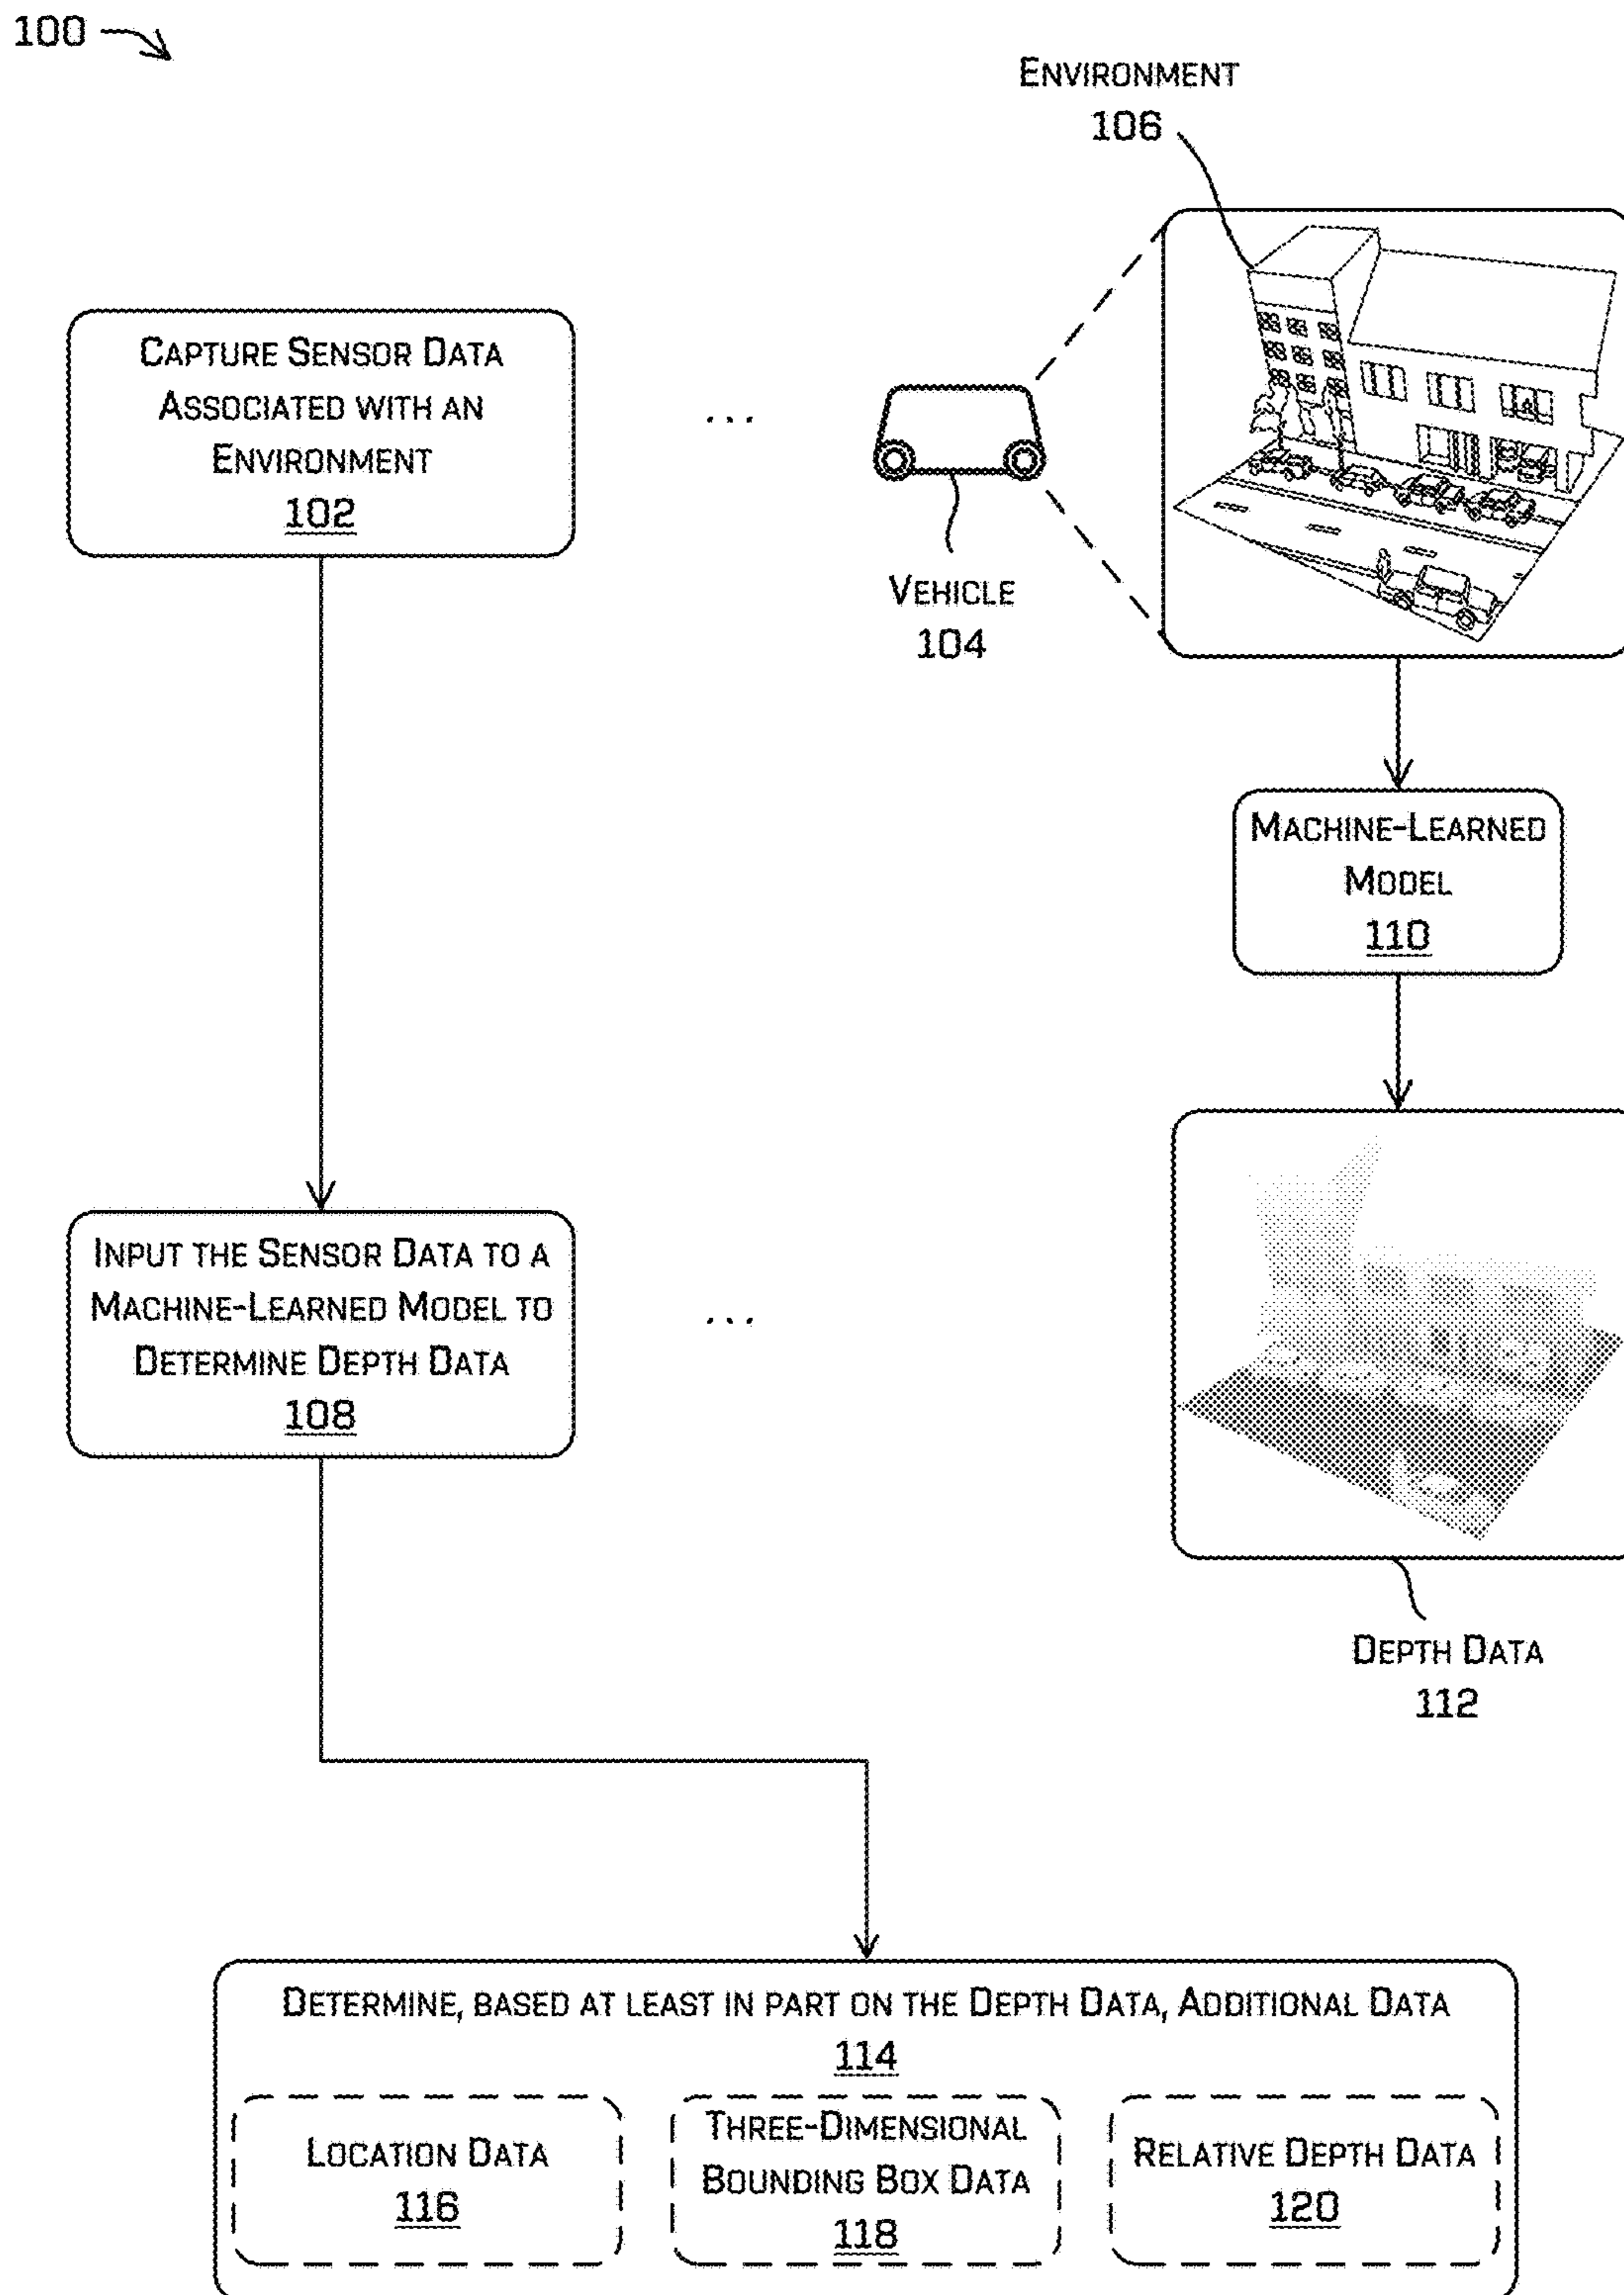 100
ENVIRONMENT
106
CAPTURE SENSOR DATA
ASSOCIATED WITH AN
ENVIRONMENT
102
...
VEHICLE
104
MACHINE-LEARNED
MODEL
110
INPUT THE SENSOR DATA TO A
MACHINE-LEARNED MODEL TO
DETERMINE DEPTH DATA
108
...
DEPTH DATA
112
DETERMINE, BASED AT LEAST IN PART ON THE DEPTH DATA, ADDITIONAL DATA
114
LOCATION DATA
116
THREE-DIMENSIONAL
BOUNDING BOX DATA
118
RELATIVE DEPTH DATA
120